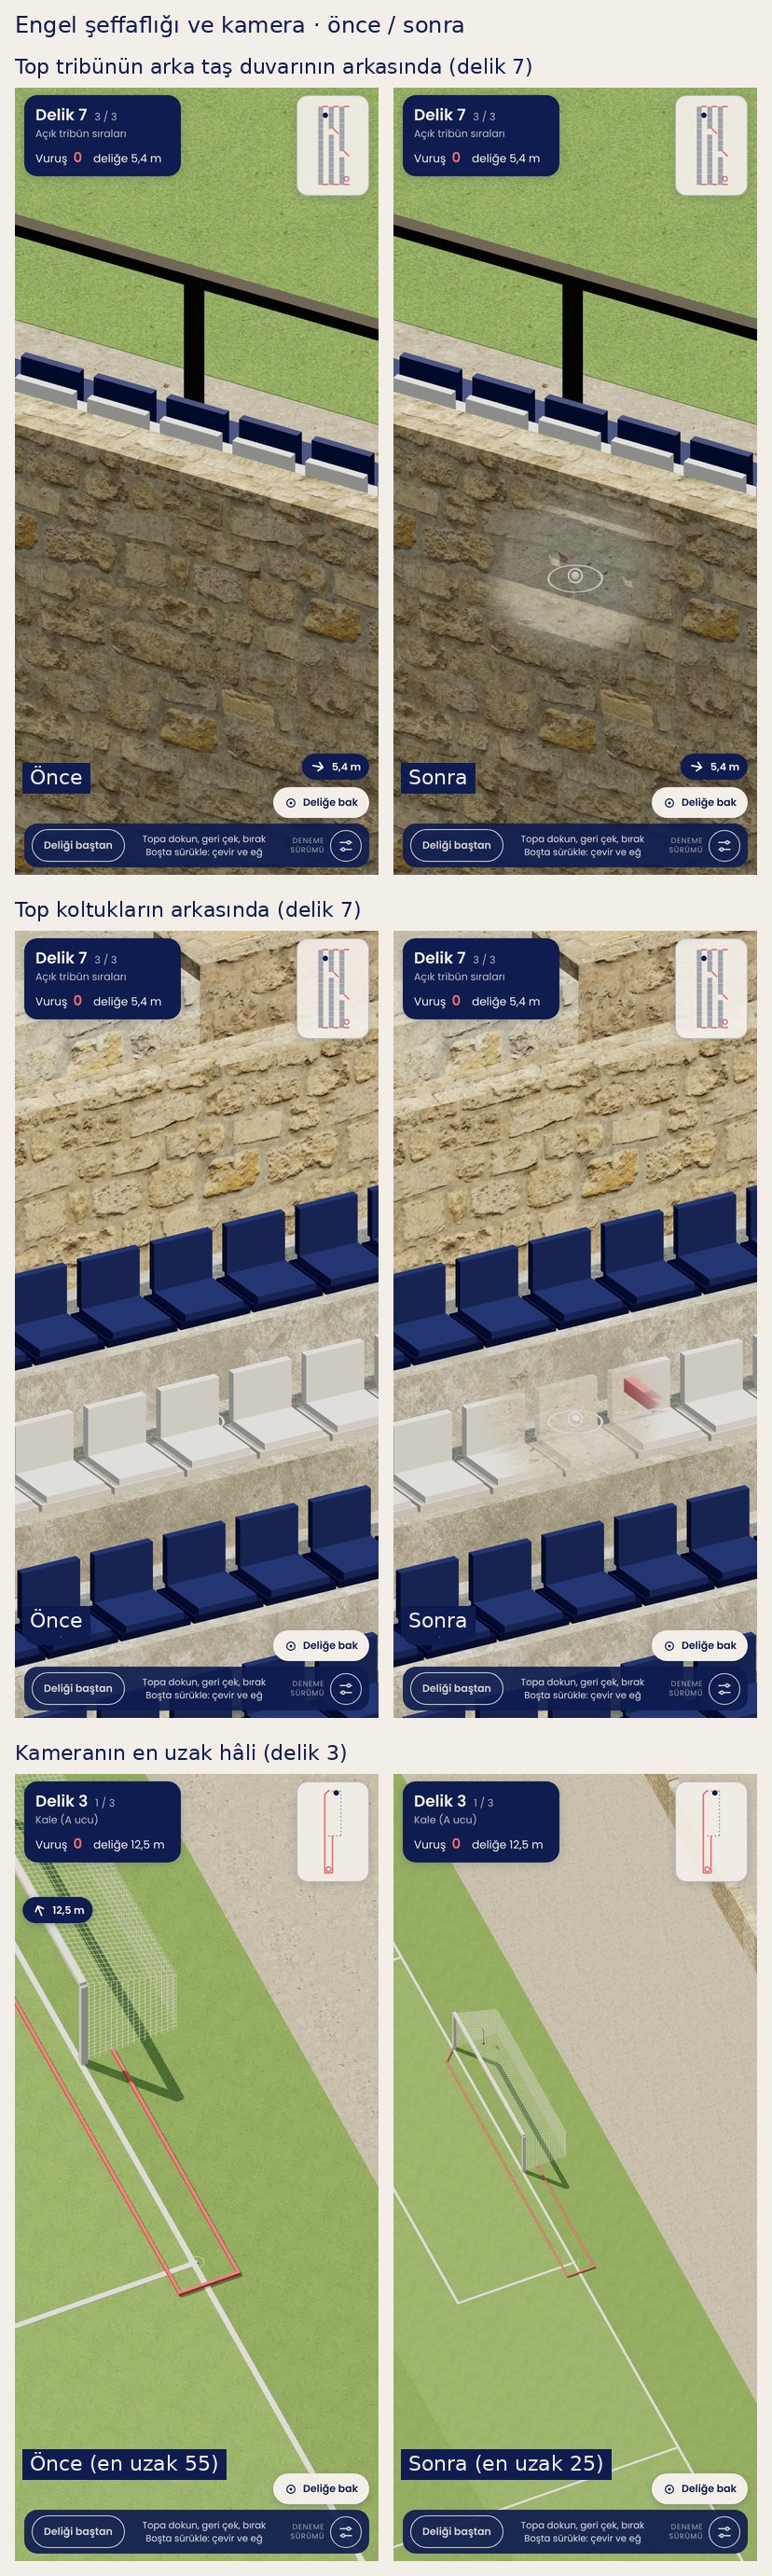 Engel şeffaflığı ve kamera · önce / sonra
Top tribünün arka taş duvarının arkasında (delik 7)
Delik 7 3 / 3
Açık tribün sıraları
Vuruş 0 deliğe 5,4 m
Delik 7 3 / 3
Açık tribün sıraları
Vuruş 0 deliğe 5,4 m
Önce
5,4 m
Deliğe bak
Deliği baştan
Topa dokun, geri çek, bırak
Boşta sürükle: çevir ve eğ
DENEME
SÜRÜMÜ
Sonra
5,4 m
Deliğe bak
Deliği baştan
Topa dokun, geri çek, bırak
Boşta sürükle: çevir ve eğ
DENEME
SÜRÜMÜ
Top koltukların arkasında (delik 7)
Delik 7 3 / 3
Açık tribün sıraları
Vuruş 0 deliğe 5,4 m
Delik 7 3 / 3
Açık tribün sıraları
Vuruş 0 deliğe 5,4 m
Önce
Deliğe bak
Deliği baştan
Topa dokun, geri çek, bırak
Boşta sürükle: çevir ve eğ
DENEME
SÜRÜMÜ
Sonra
Deliğe bak
Deliği baştan
Topa dokun, geri çek, bırak
Boşta sürükle: çevir ve eğ
DENEME
SÜRÜMÜ
Kameranın en uzak hâli (delik 3)
Delik 3 1 / 3
Kale (A ucu)
Vuruş 0 deliğe 12,5 m
12,5 m
Delik 3 1 / 3
Kale (A ucu)
Vuruş 0 deliğe 12,5 m
Önce (en uzak 55)
Deliğe bak
Deliği baştan
Topa dokun, geri çek, bırak
Boşta sürükle: çevir ve eğ
DENEME
SÜRÜMÜ
Sonra (en uzak 25)
Deliğe bak
Deliği baştan
Topa dokun, geri çek, bırak
Boşta sürükle: çevir ve eğ
DENEME
SÜRÜMÜ